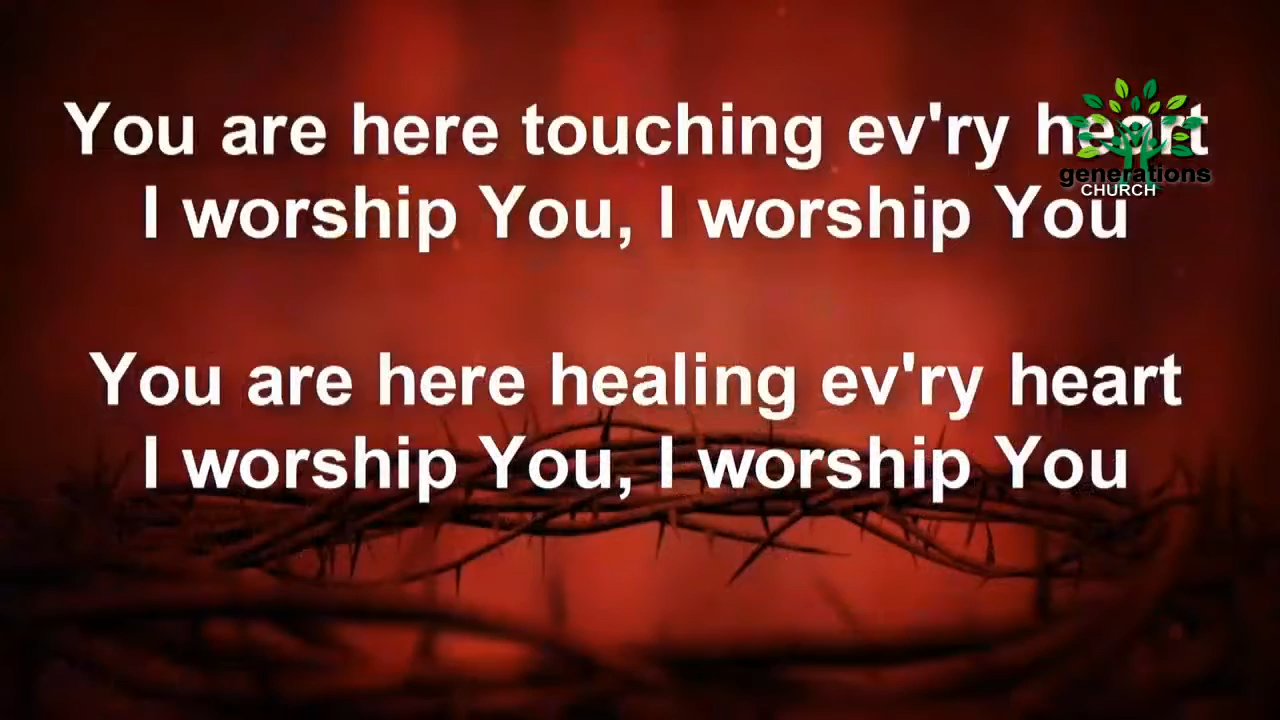 You are here touching ev'ry heart
I worship You, I worship You
You are here healing ev'ry heart
I worship You, I worship You
generations
CHURCH